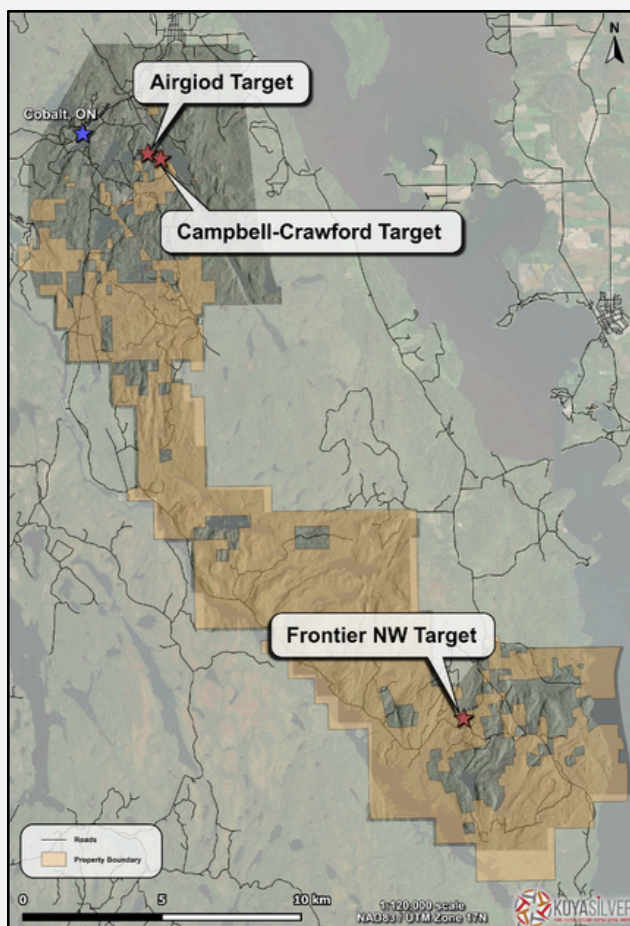 N
Airgiod Target
Cobalt, ON
Campbell-Crawford Target
Frontier NW Target
Roads
Property Boundary
0 5 10 km
1:120,000 scale
NAD83 / UTM Zone 17N
KUYASILVER